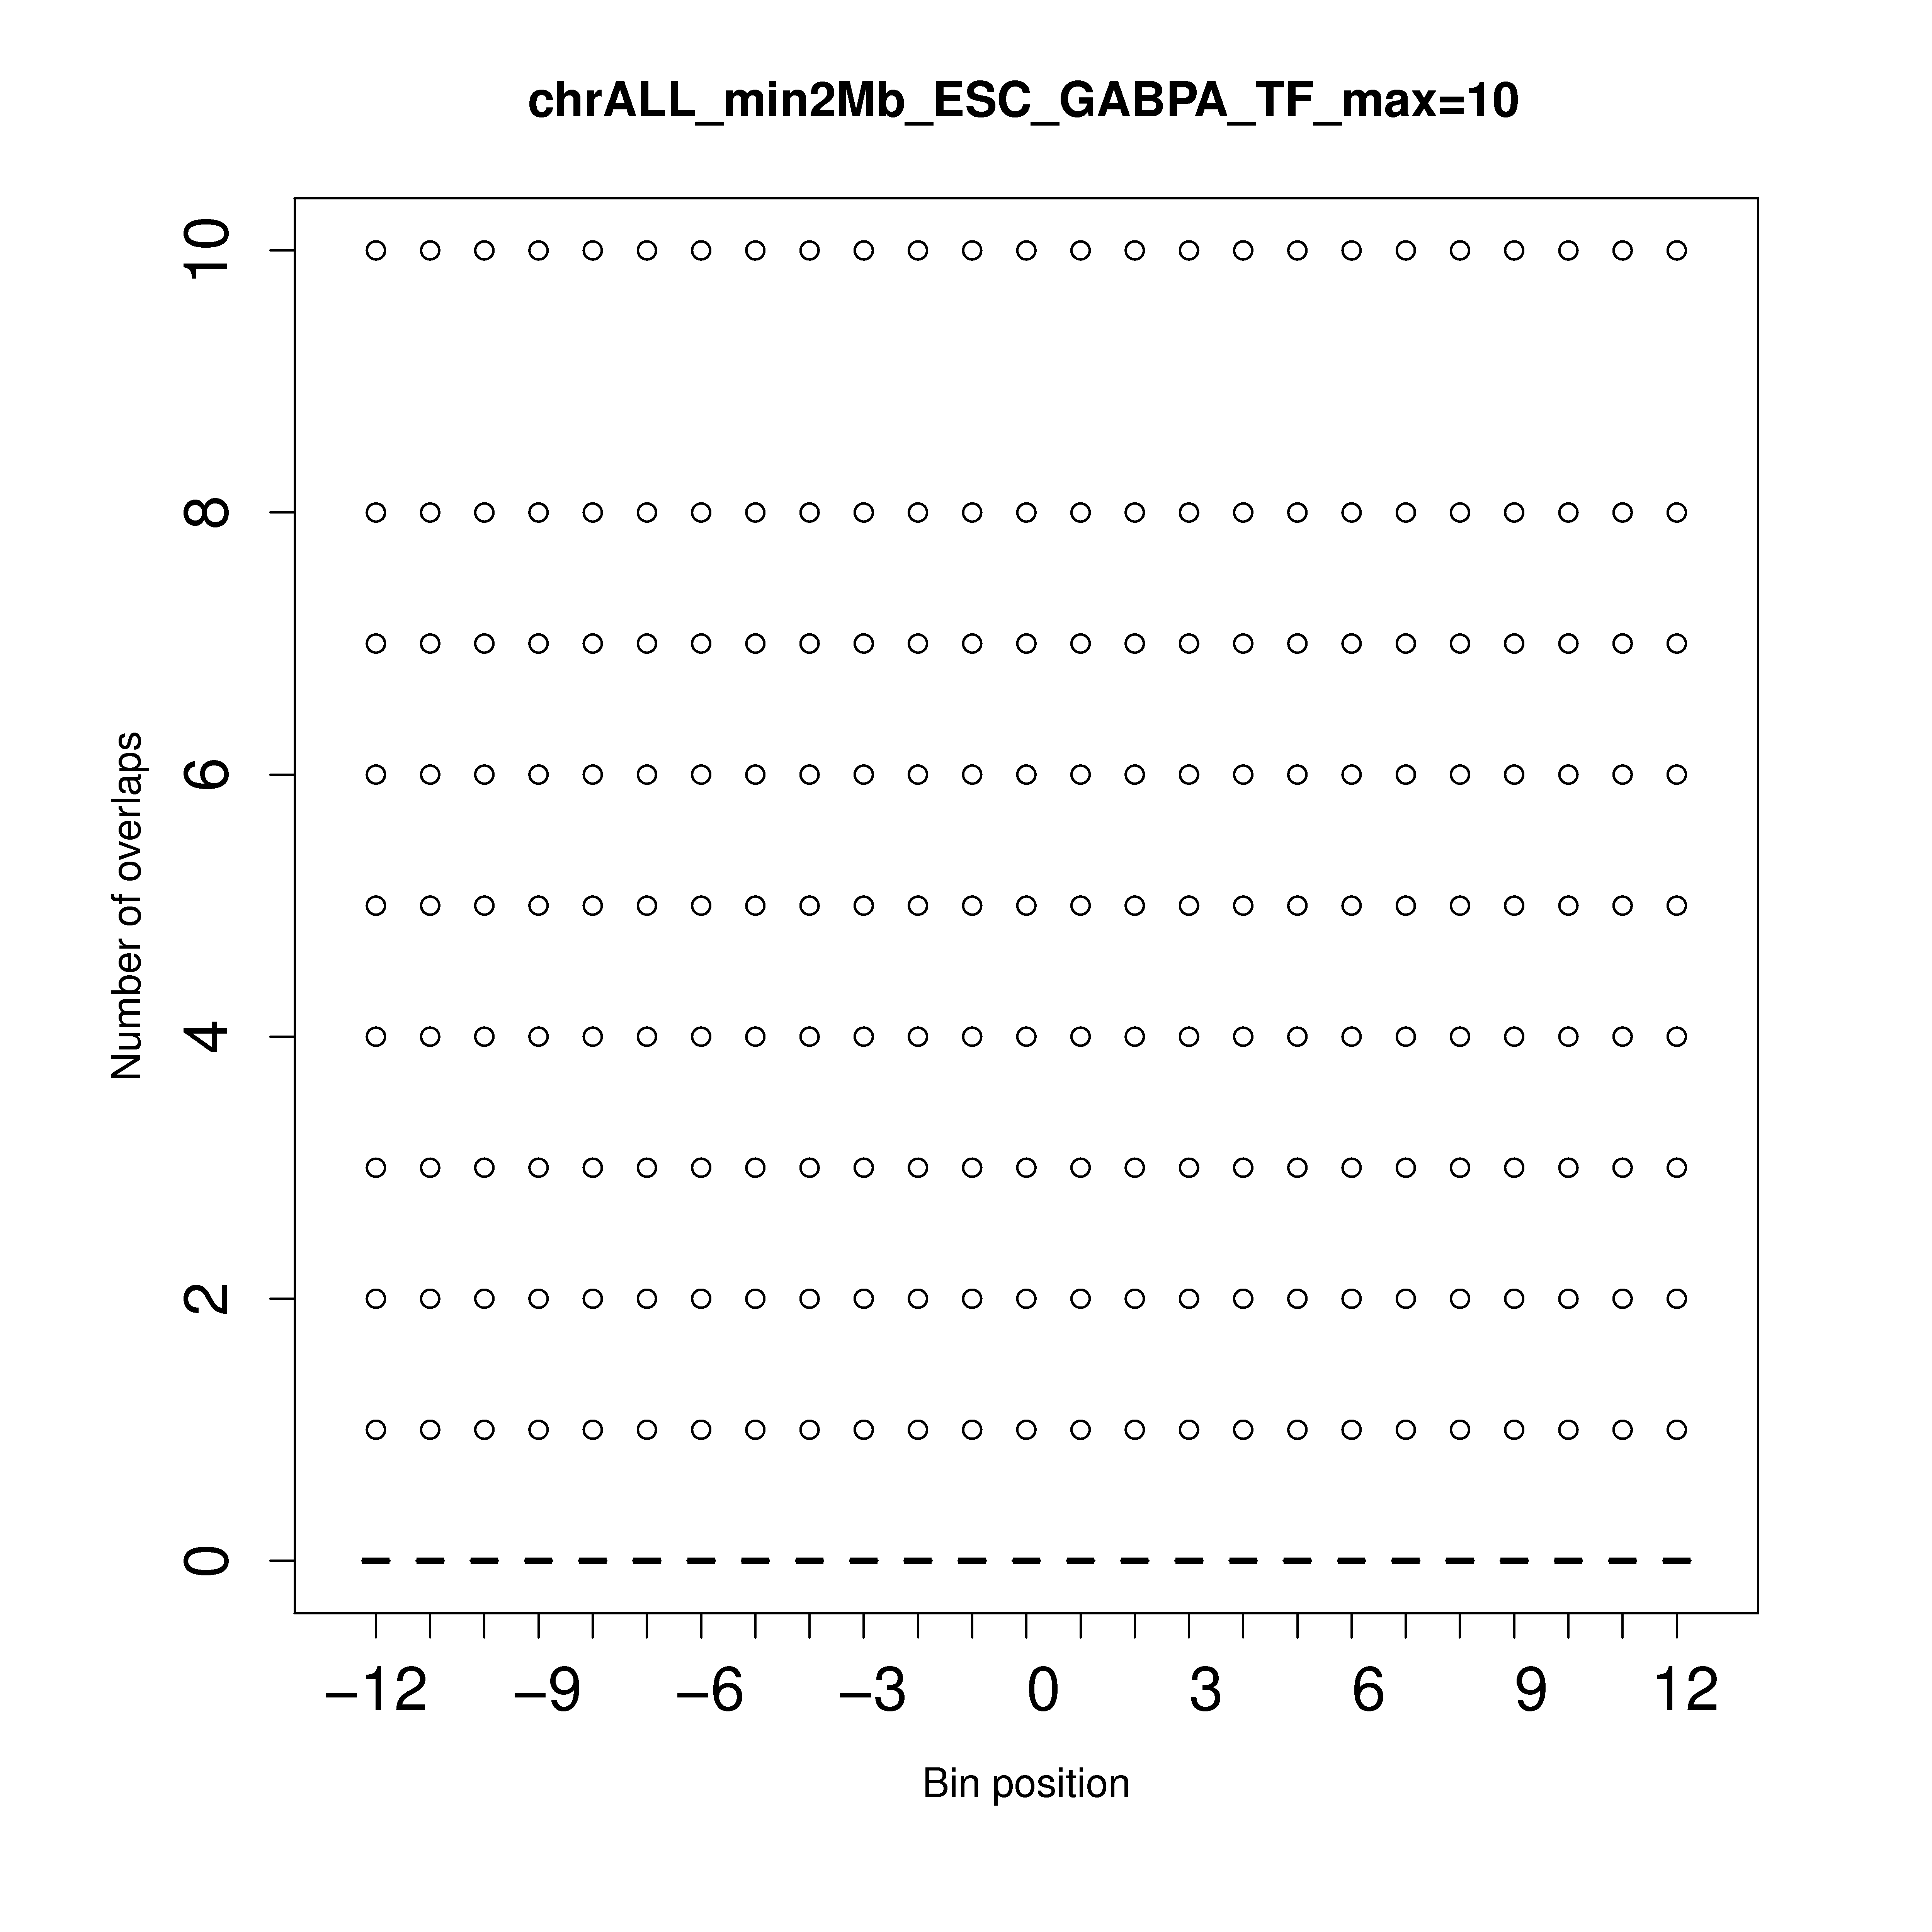 chrALL_min2Mb_ESC_GABPA_TF_max=10
10
8
6
4
2
0
Number of overlaps
−12 −9 −6 −3 0 3 6 9 12
Bin position